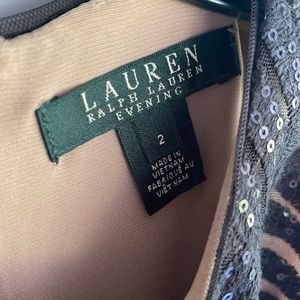 LAUREN
RALPH LAUREN
EVENING
2
MADE IN
VIETNAM
FABRIQUÉ AU
VIET NAM